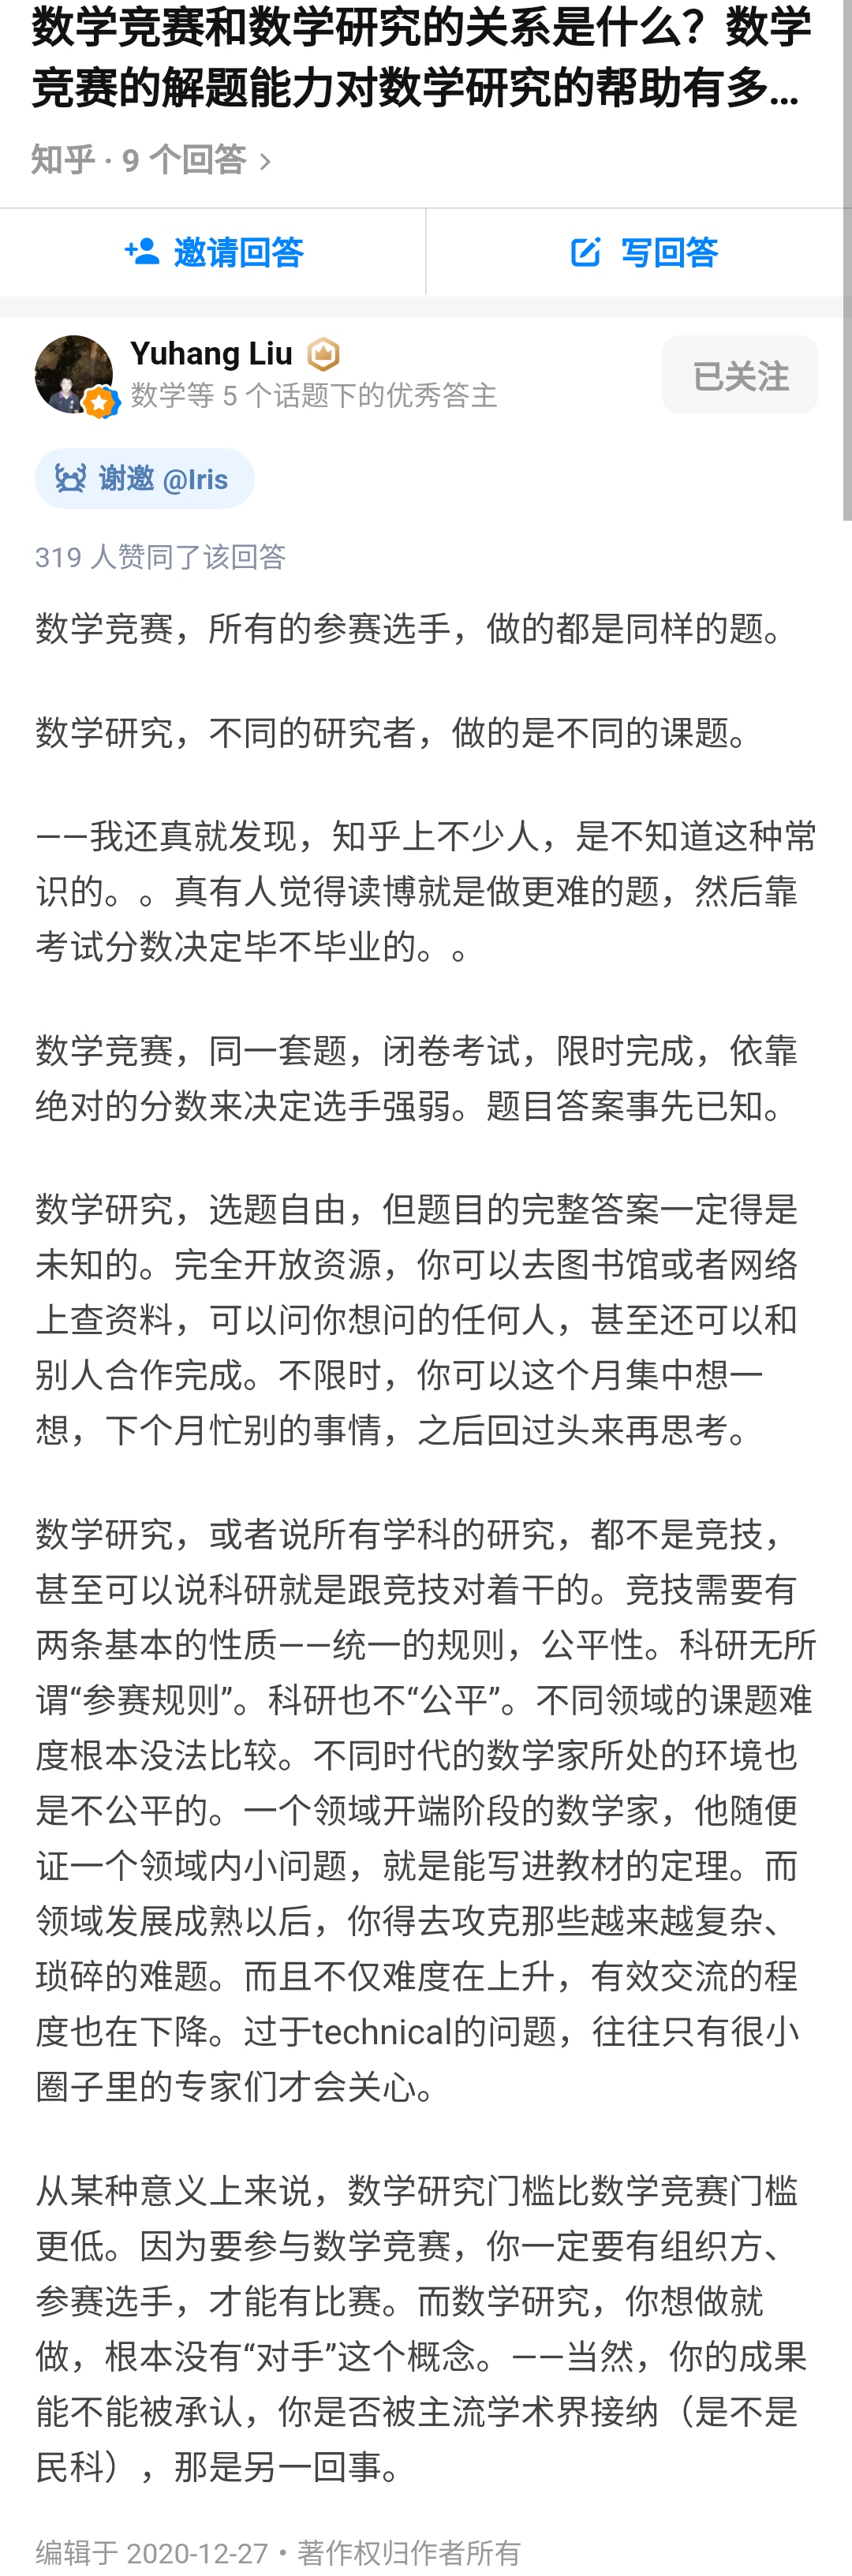 数学竞赛和数学研究的关系是什么？数学
竞赛的解题能力对数学研究的帮助有多...
知乎 · 9 个回答 >
邀请回答
写回答
Yuhang Liu
数学等 5 个话题下的优秀答主
已关注
谢邀 @Iris
319 人赞同了该回答
数学竞赛，所有的参赛选手，做的都是同样的题。
数学研究，不同的研究者，做的是不同的课题。
——我还真就发现，知乎上不少人，是不知道这种常
识的。。真有人觉得读博就是做更难的题，然后靠
考试分数决定毕不毕业的。。
数学竞赛，同一套题，闭卷考试，限时完成，依靠
绝对的分数来决定选手强弱。题目答案事先已知。
数学研究，选题自由，但题目的完整答案一定得是
未知的。完全开放资源，你可以去图书馆或者网络
上查资料，可以问你想问的任何人，甚至还可以和
别人合作完成。不限时，你可以这个月集中想一
想，下个月忙别的事情，之后回过头来再思考。
数学研究，或者说所有学科的研究，都不是竞技，
甚至可以说科研就是跟竞技对着干的。竞技需要有
两条基本的性质——统一的规则，公平性。科研无所
谓“参赛规则”。科研也不“公平”。不同领域的课题难
度根本没法比较。不同时代的数学家所处的环境也
是不公平的。一个领域开端阶段的数学家，他随便
证一个领域内小问题，就是能写进教材的定理。而
领域发展成熟以后，你得去攻克那些越来越复杂、
琐碎的难题。而且不仅难度在上升，有效交流的程
度也在下降。过于technical的问题，往往只有很小
圈子里的专家们才会关心。
从某种意义上来说，数学研究门槛比数学竞赛门槛
更低。因为要参与数学竞赛，你一定要有组织方、
参赛选手，才能有比赛。而数学研究，你想做就
做，根本没有“对手”这个概念。——当然，你的成果
能不能被承认，你是否被主流学术界接纳（是不是
民科），那是另一回事。
编辑于 2020-12-27 · 著作权归作者所有